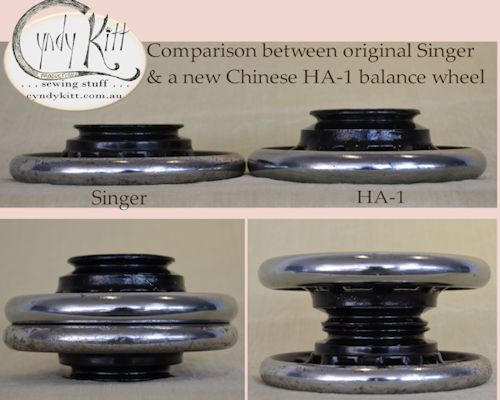 Cyndy Kitt
PRODUCTIONS
. . . sewing stuff . . .
cyndykitt.com.au
Comparison between original Singer
& a new Chinese HA-1 balance wheel
Singer
HA-1